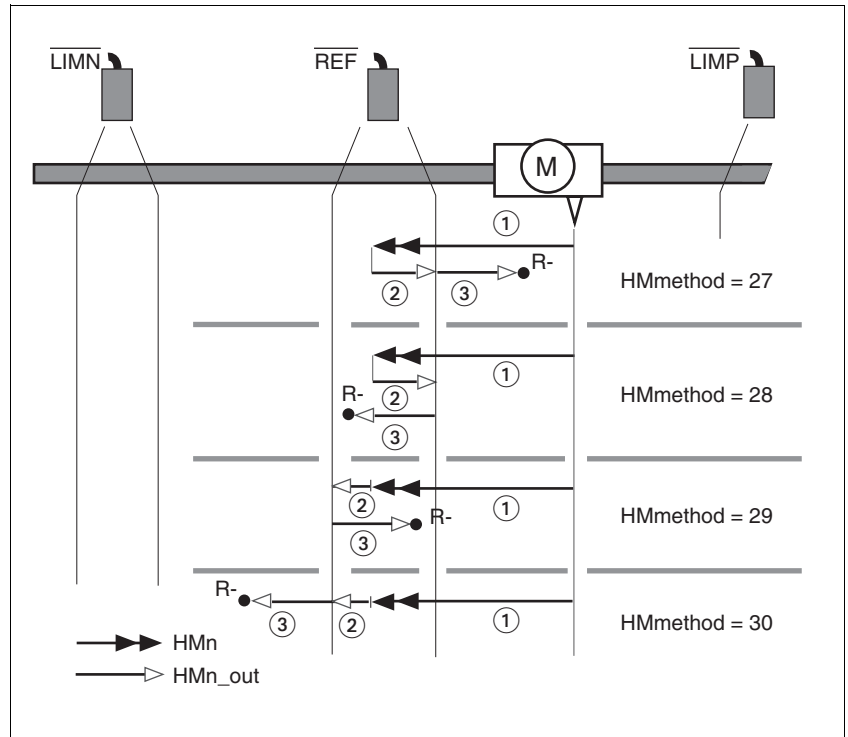 LIMN REF LIMP
M
①
R-
② ③
HMmethod = 27
①
②
R-
③
HMmethod = 28
②
①
R-
③
HMmethod = 29
R-
③ ② ①
HMmethod = 30
HMn
HMn_out